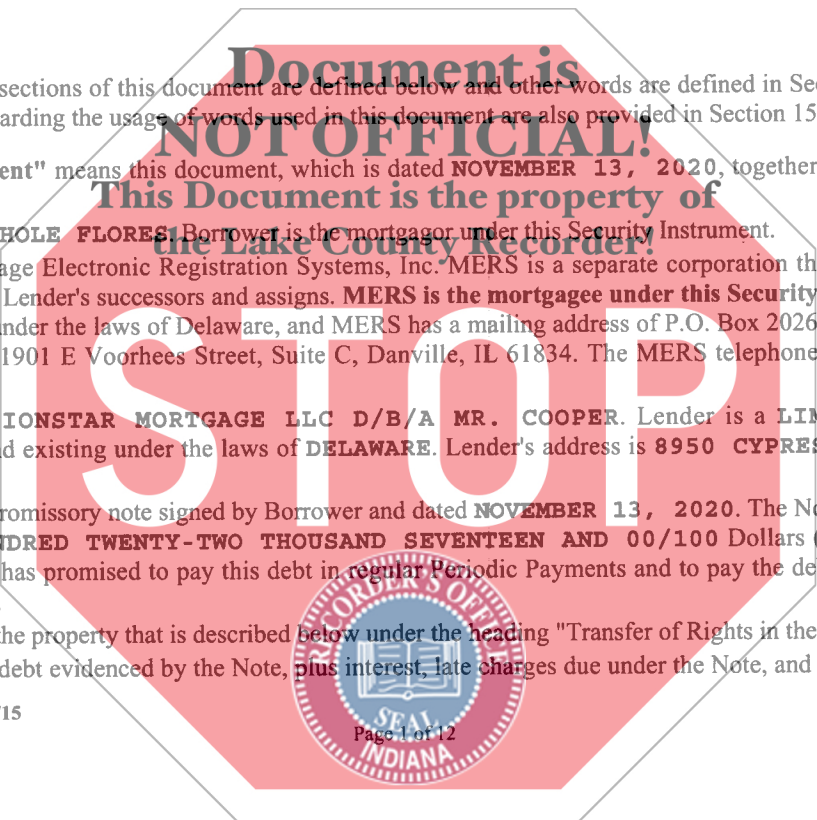 Document is
sections of this document are defined below and other words are defined in Sec
arding the usage of words used in this document are also provided in Section 15
NOT OFFICIAL!
ent" means this document, which is dated NOVEMBER 13, 2020, together
This Document is the property of
HOLE FLORES. Borrower is the mortgagor under this Security Instrument.
the Lake County Recorder!
age Electronic Registration Systems, Inc. MERS is a separate corporation th
Lender's successors and assigns. MERS is the mortgagee under this Security
nder the laws of Delaware, and MERS has a mailing address of P.O. Box 2026
1901 E Voorhees Street, Suite C, Danville, IL 61834. The MERS telephone
STOP
IONSTAR MORTGAGE LLC D/B/A MR. COOPER. Lender is a LIM
d existing under the laws of DELAWARE. Lender's address is 8950 CYPRES
romissory note signed by Borrower and dated NOVEMBER 13, 2020. The No
NDRED TWENTY-TWO THOUSAND SEVENTEEN AND 00/100 Dollars (
has promised to pay this debt in regular Periodic Payments and to pay the de
RECORDER'S OFFICE
the property that is described below under the heading "Transfer of Rights in the
debt evidenced by the Note, plus interest, late charges due under the Note, and
/15
SEAL
Page 1 of 12
INDIANA